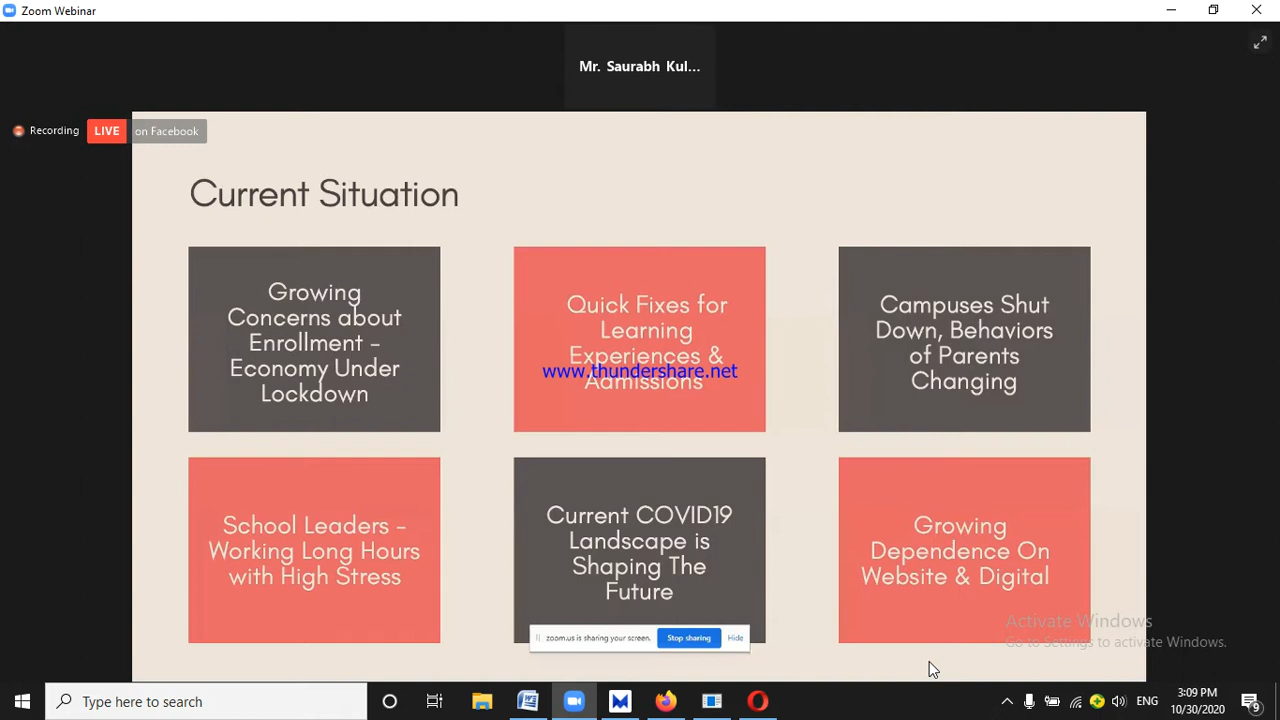 Zoom Webinar
Mr. Saurabh Kul...
Recording
LIVE
on Facebook
Current Situation
Growing
Concerns about
Enrollment -
Economy Under
Lockdown
Quick Fixes for
Learning
Experiences &
Admissions
www.thundershare.net
Campuses Shut
Down, Behaviors
of Parents
Changing
School Leaders -
Working Long Hours
with High Stress
Current COVID19
Landscape is
Shaping The
Future
Growing
Dependence On
Website & Digital
zoom.us is sharing your screen.
Stop sharing
Hide
Activate Windows
Go to Settings to activate Windows.
Type here to search
ENG
3:09 PM
10/30/2020
9